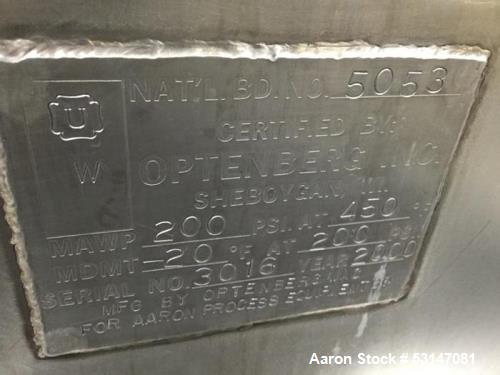 NAT'L. BD. NO. 5053
U
CERTIFIED BY:
W
OPTENBERG INC.
SHEBOYGAN, WI.
MAWP 200 PSI. AT 450 °F
MDMT -20 °F AT 200 PSI.
SERIAL NO. 3016 YEAR 2000
MFG BY OPTENBERG INC
FOR AARON PROCESS EQUIPMENT
Aaron Stock # 53147081